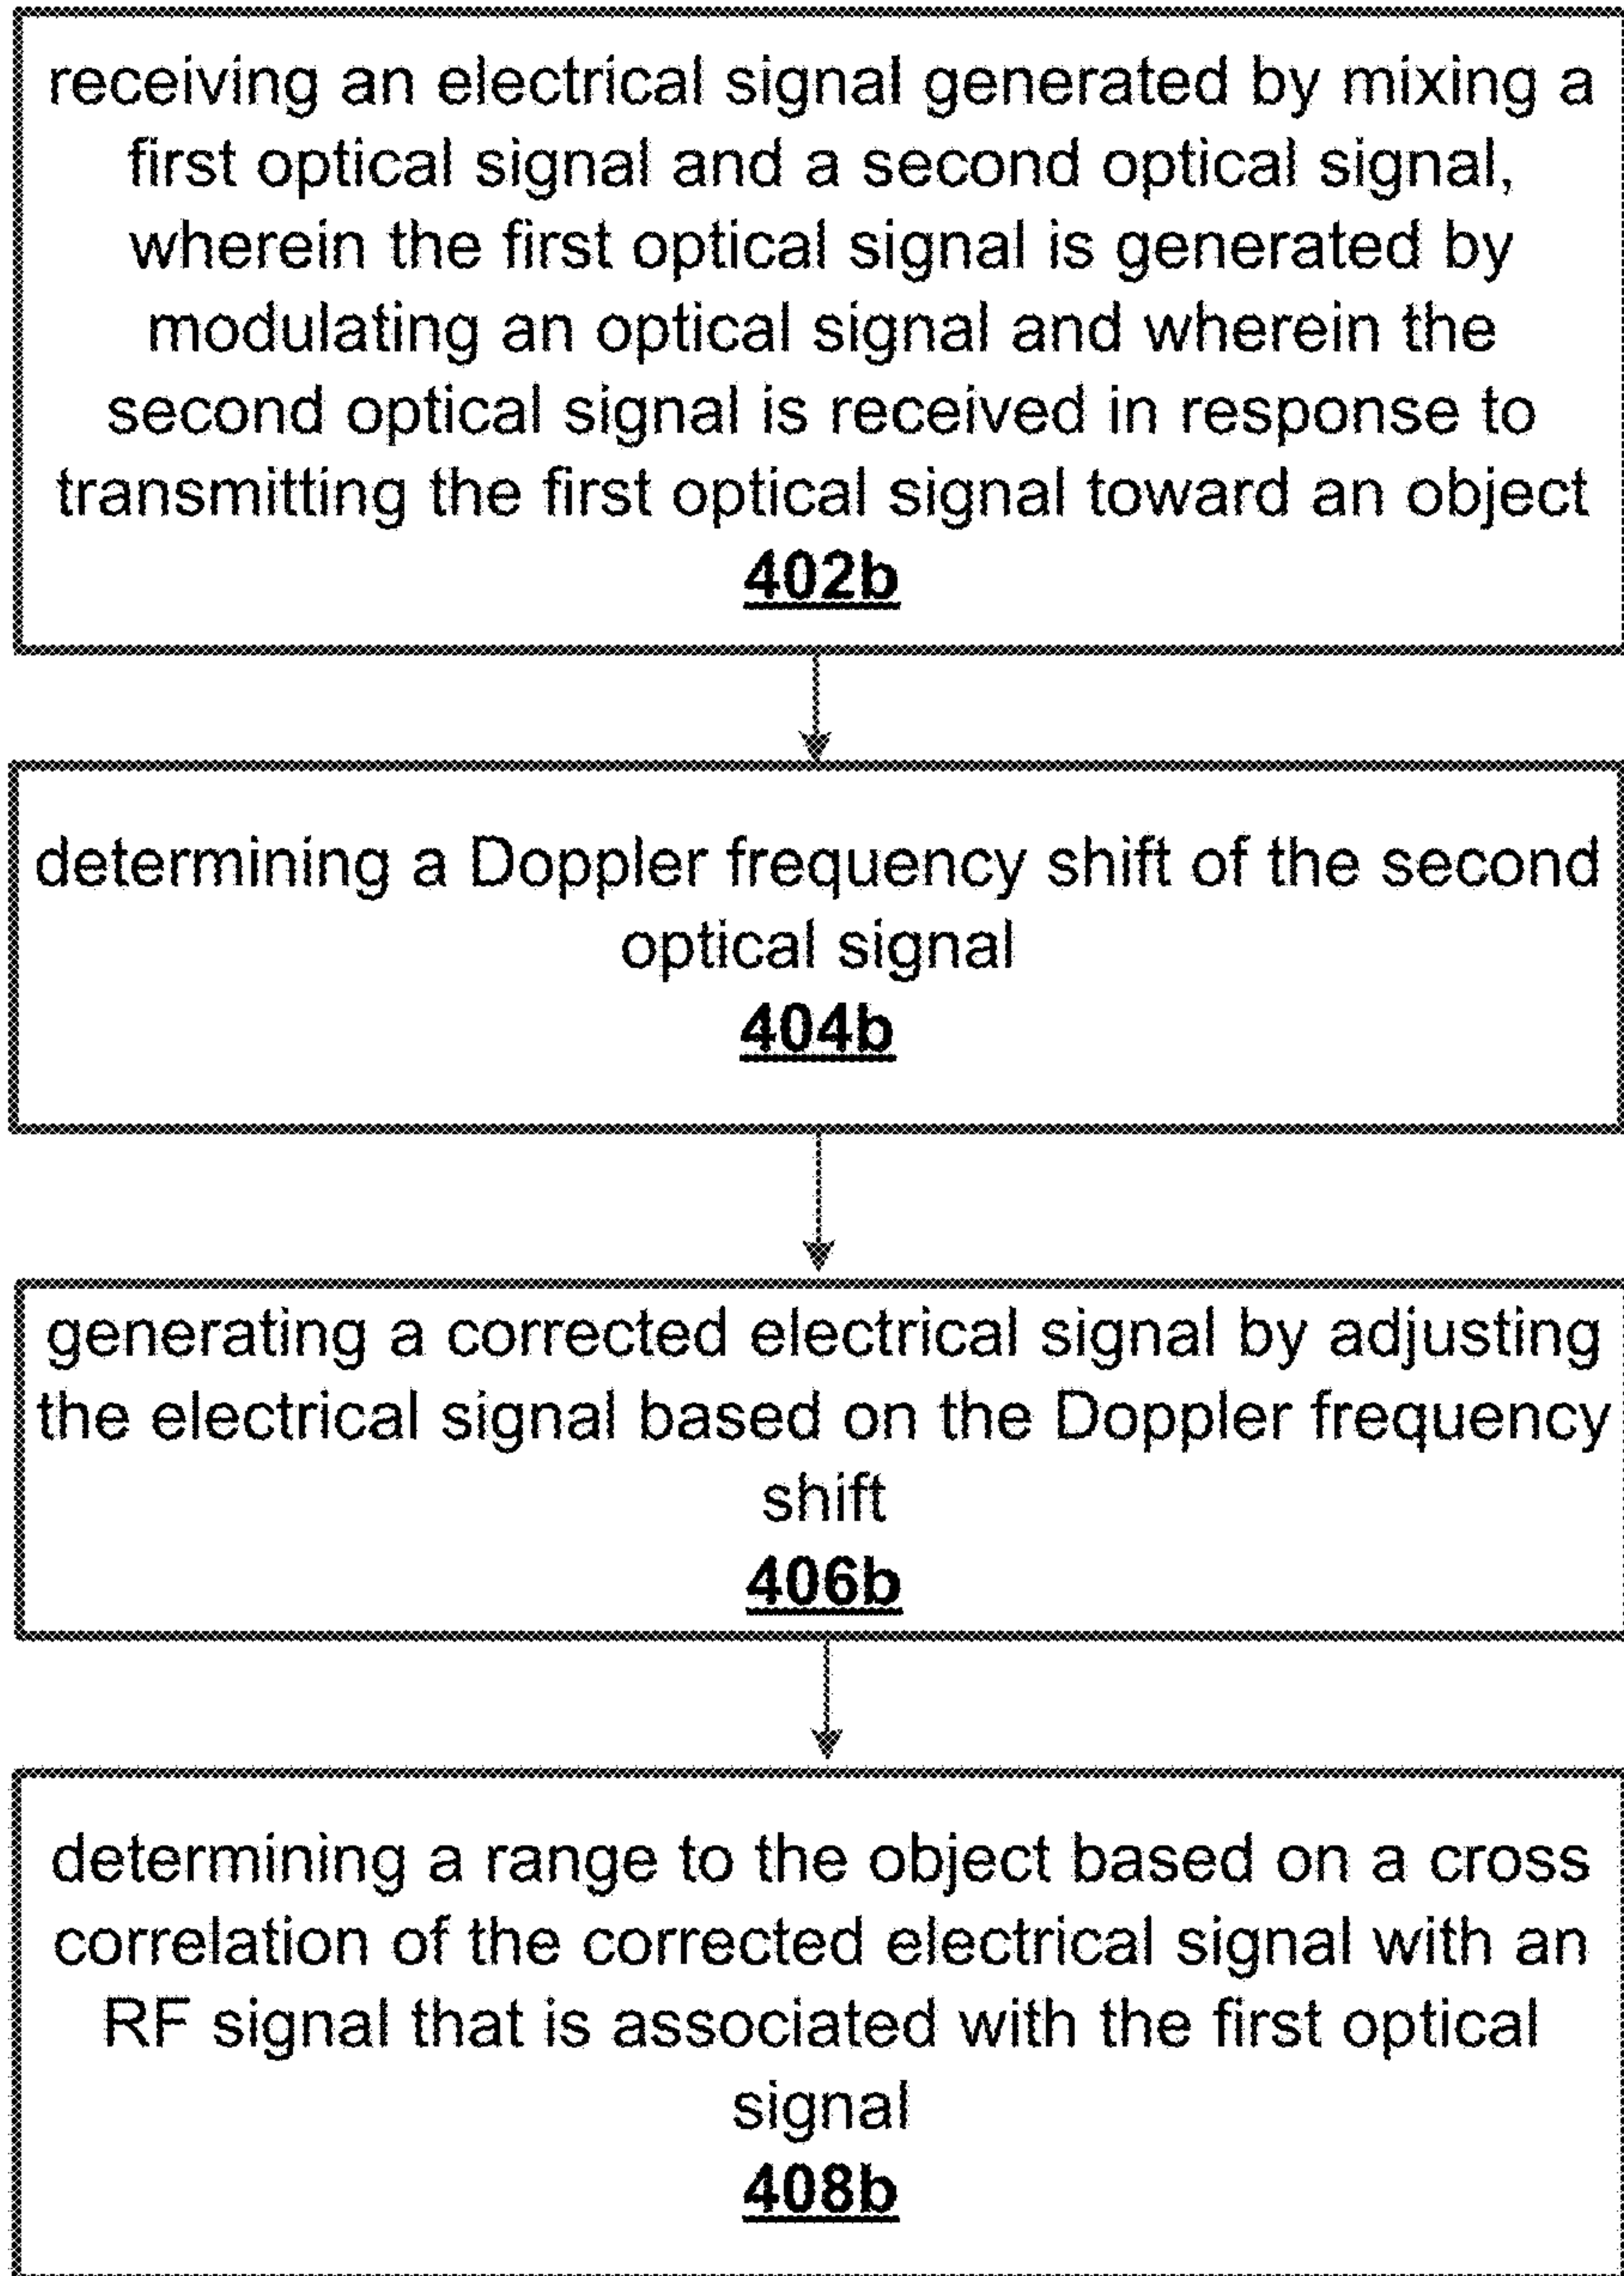 receiving an electrical signal generated by mixing a
first optical signal and a second optical signal,
wherein the first optical signal is generated by
modulating an optical signal and wherein the
second optical signal is received in response to
transmitting the first optical signal toward an object
402b
determining a Doppler frequency shift of the second
optical signal
404b
generating a corrected electrical signal by adjusting
the electrical signal based on the Doppler frequency
shift
406b
determining a range to the object based on a cross
correlation of the corrected electrical signal with an
RF signal that is associated with the first optical
signal
408b